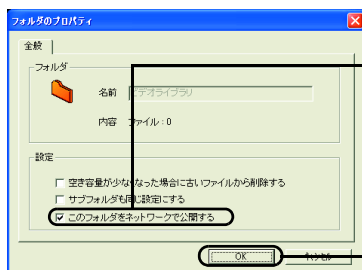 フォルダのプロパティ
全般
フォルダ
名前 ビデオライブラリ
内容 ファイル：0
設定
空き容量が少なくなった場合に古いファイルから削除する
サブフォルダも同じ設定にする
このフォルダをネットワークで公開する
OK
キャンセル